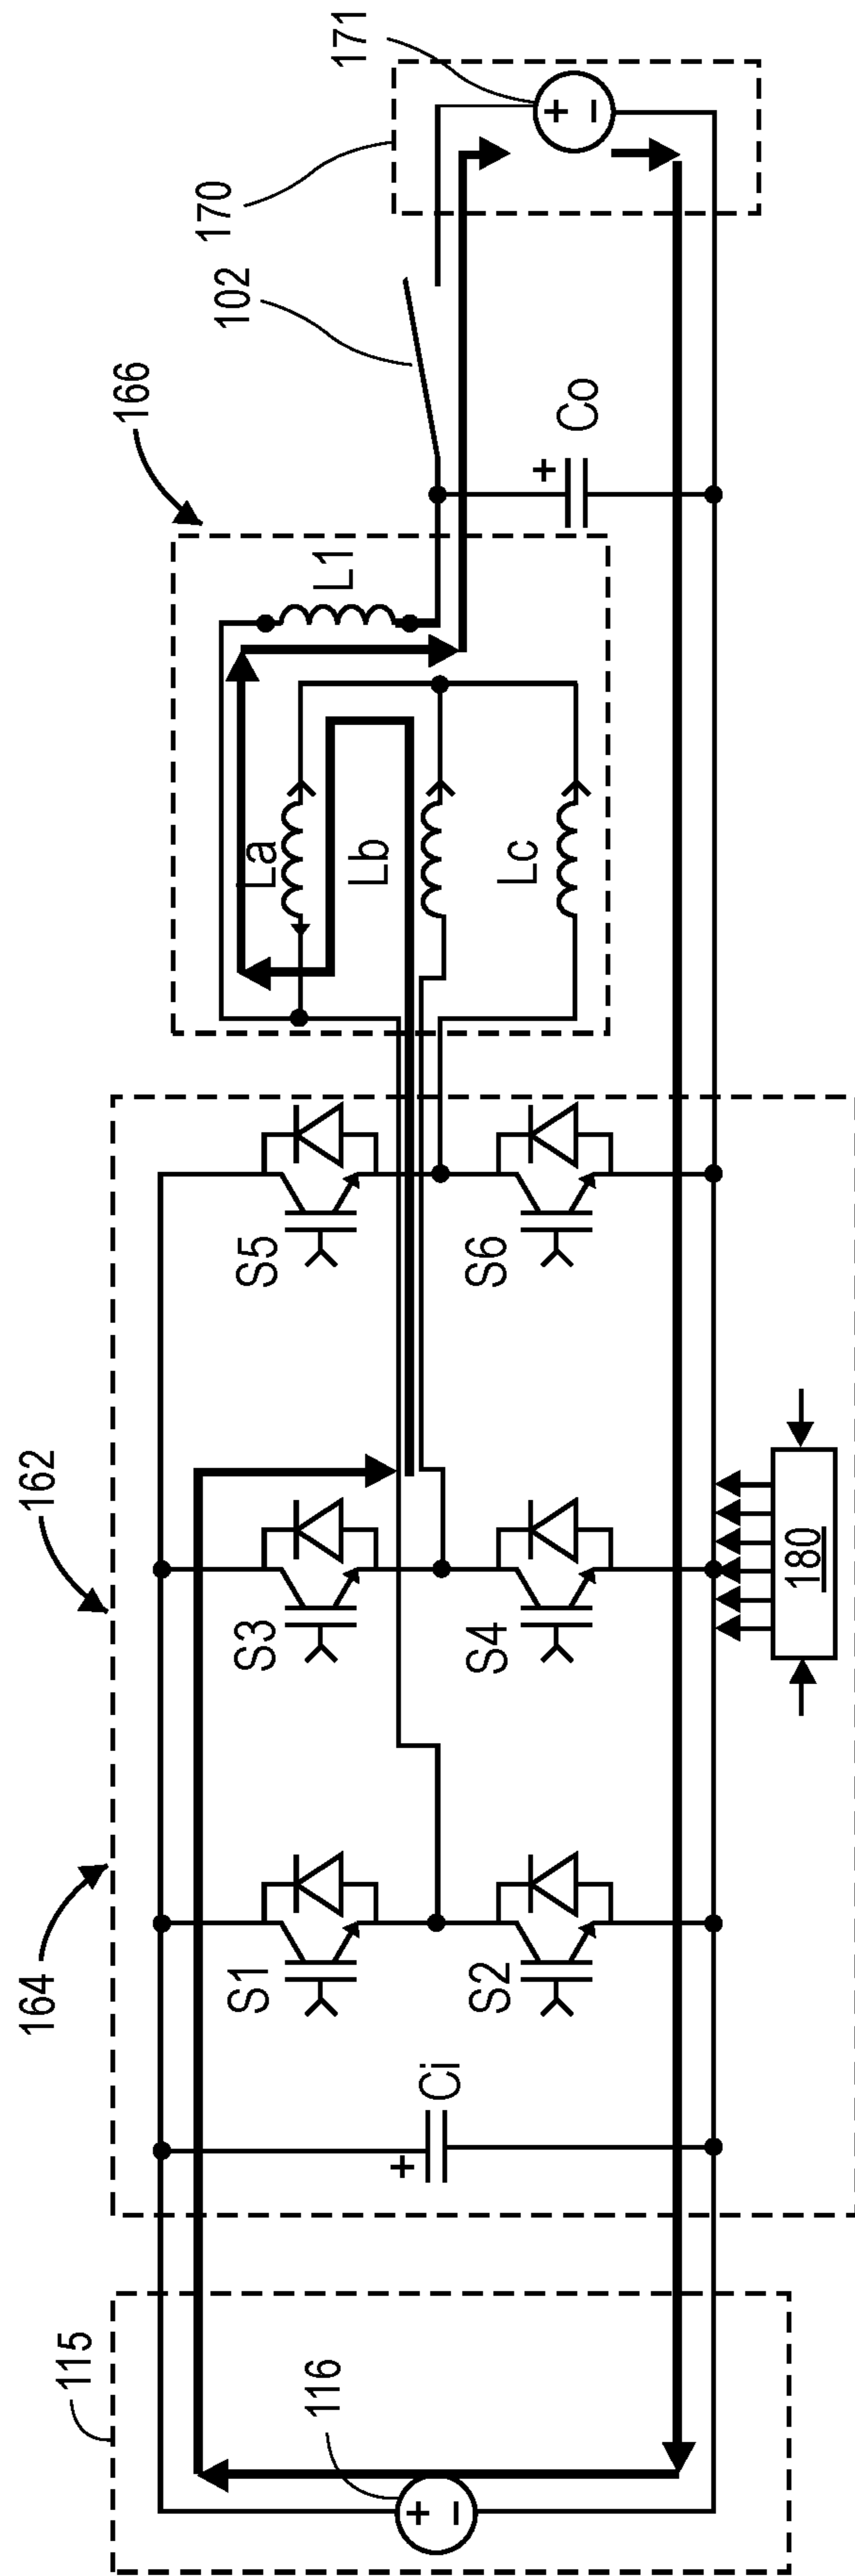 115
116
+
−
164
162
Ci
+
S1
S2
S3
S4
S5
S6
180
166
La
Lb
Lc
L1
Co
+
102
170
171
+
−